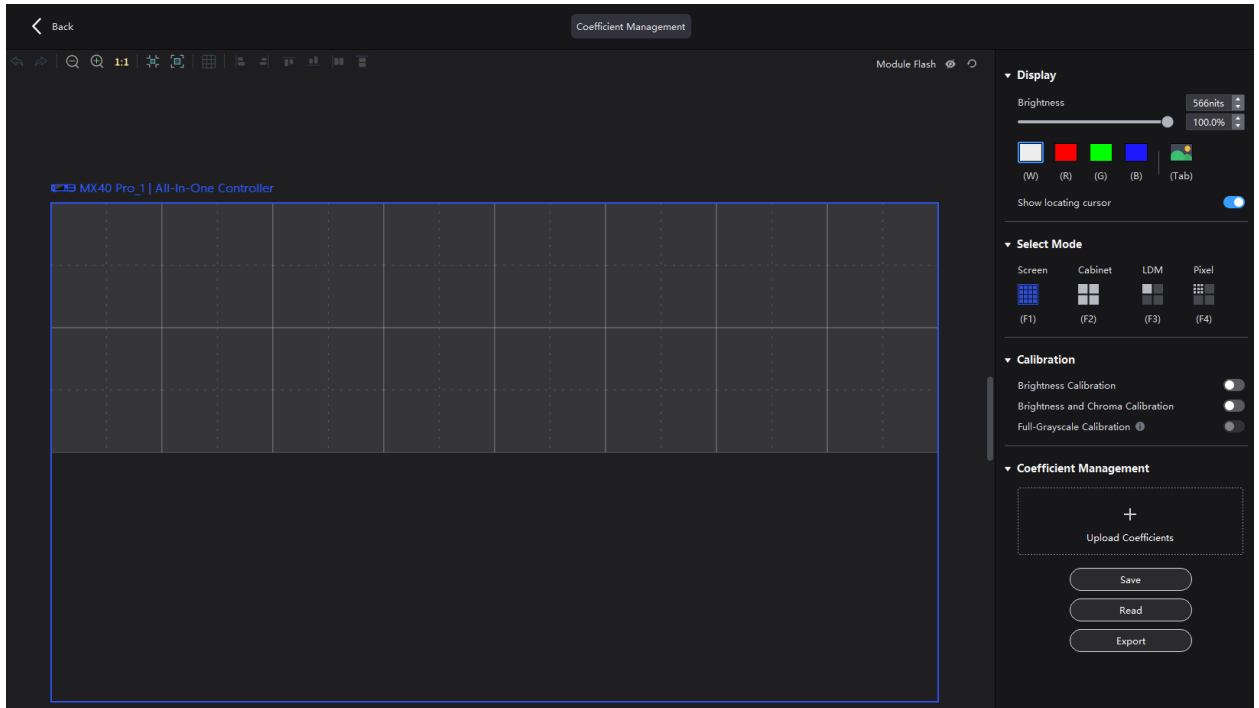 Back
Coefficient Management
1:1
Module Flash
MX40 Pro_1 | All-In-One Controller
Display
Brightness
566nits
100.0%
(W) (R) (G) (B) (Tab)
Show locating cursor
Select Mode
Screen Cabinet LDM Pixel
(F1) (F2) (F3) (F4)
Calibration
Brightness Calibration
Brightness and Chroma Calibration
Full-Grayscale Calibration
Coefficient Management
Upload Coefficients
Save
Read
Export